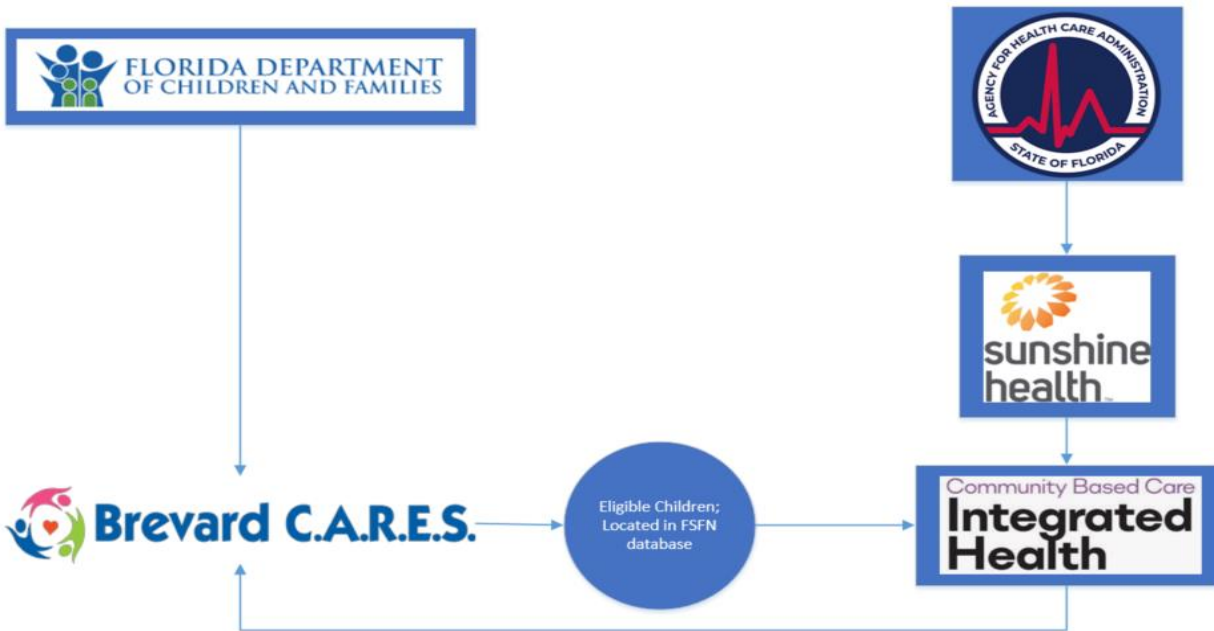 FLORIDA DEPARTMENT
OF CHILDREN AND FAMILIES
AGENCY FOR HEALTH CARE ADMINISTRATION
STATE OF FLORIDA
sunshine
health™
Brevard C.A.R.E.S.
Eligible Children;
Located in FSFN
database
Community Based Care
Integrated
Health